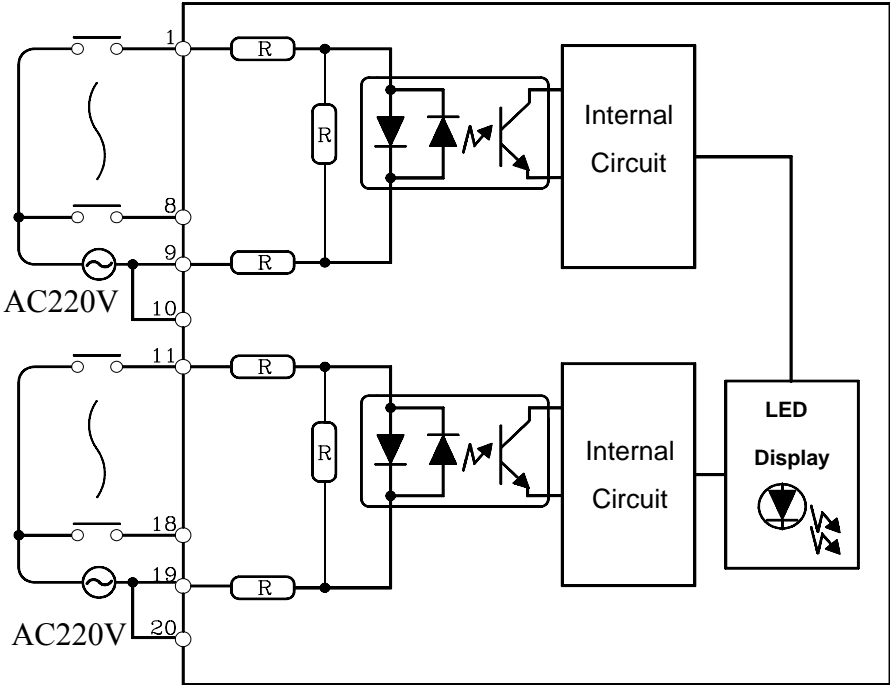 1
R
R
Internal
Circuit
8
9
R
AC220V
10
11
R
LED
R
Internal
Display
Circuit
18
19
R
AC220V
20